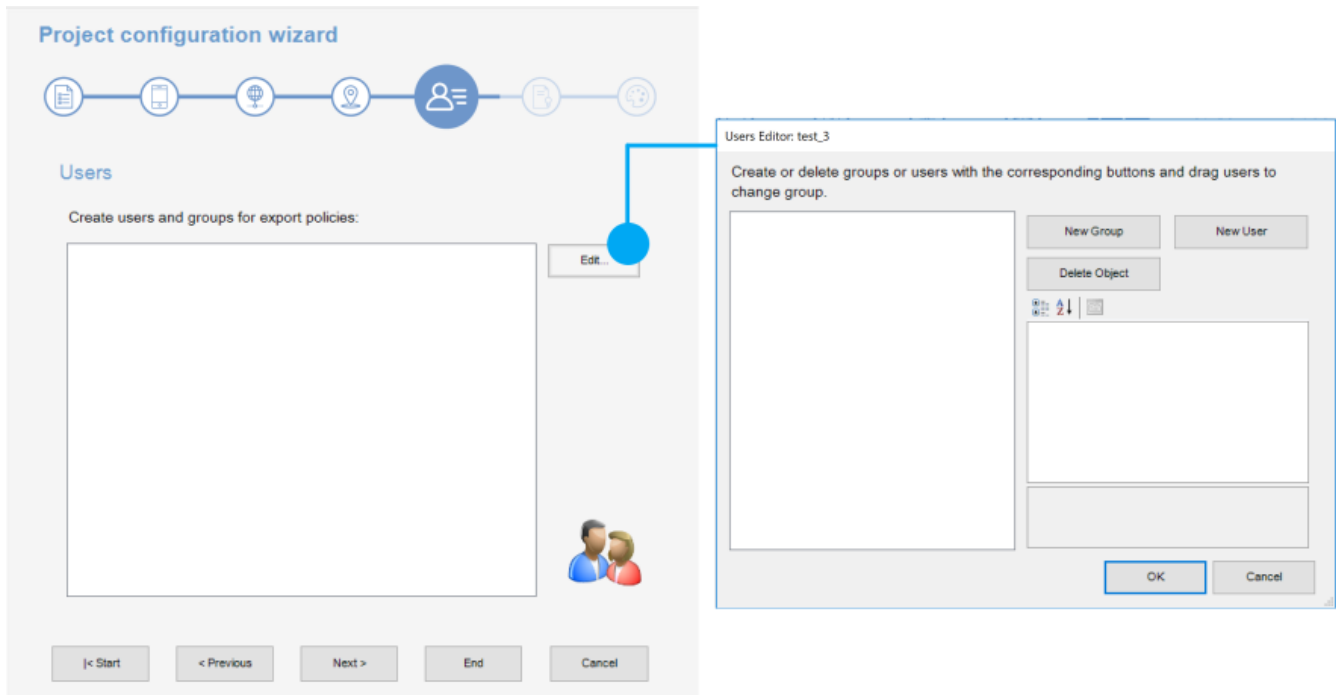 Project configuration wizard
Users
Create users and groups for export policies:
Edit...
|< Start
< Previous
Next >
End
Cancel
Users Editor: test_3
Create or delete groups or users with the corresponding buttons and drag users to
change group.
New Group
New User
Delete Object
A
Z
OK
Cancel